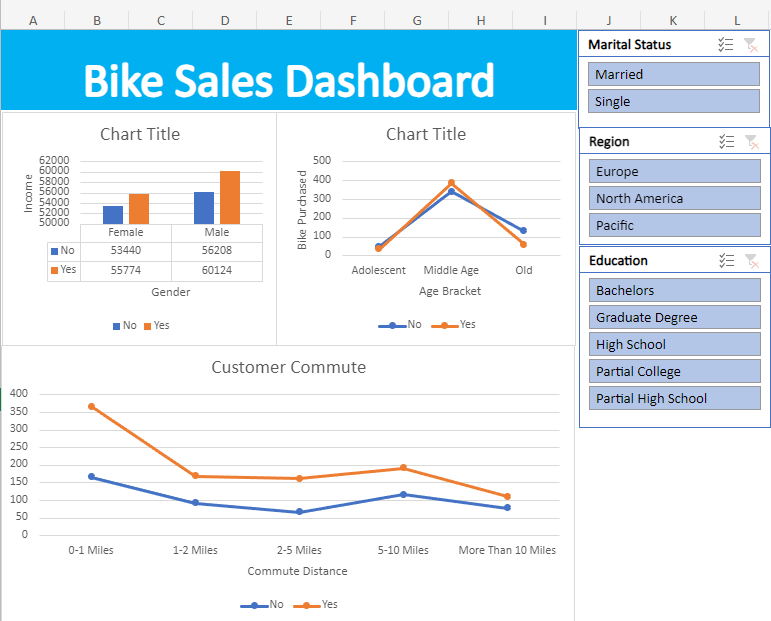 A B C D E F G H I J K L
Bike Sales Dashboard
Marital Status
Married
Single
Region
Europe
North America
Pacific
Education
Bachelors
Graduate Degree
High School
Partial College
Partial High School
Chart Title
Income
62000
60000
58000
56000
54000
52000
50000
Female Male
No 53440 56208
Yes 55774 60124
Gender
No Yes
Chart Title
Bike Purchased
500
400
300
200
100
0
Adolescent Middle Age Old
Age Bracket
No Yes
Customer Commute
400
350
300
250
200
150
100
50
0
0-1 Miles 1-2 Miles 2-5 Miles 5-10 Miles More Than 10 Miles
Commute Distance
No Yes